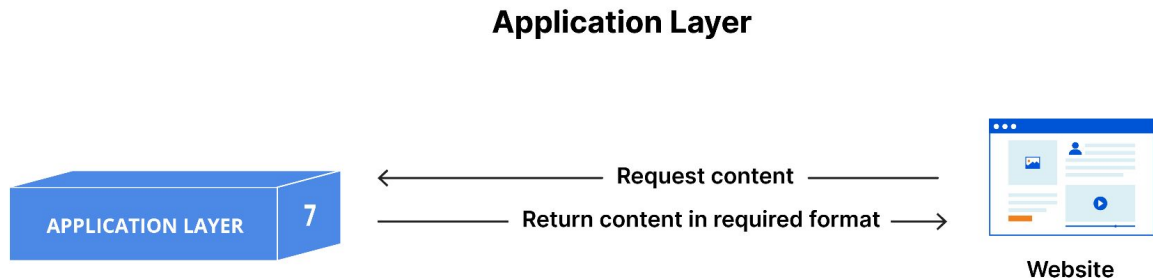 Application Layer
Request content
APPLICATION LAYER 7
Return content in required format
Website